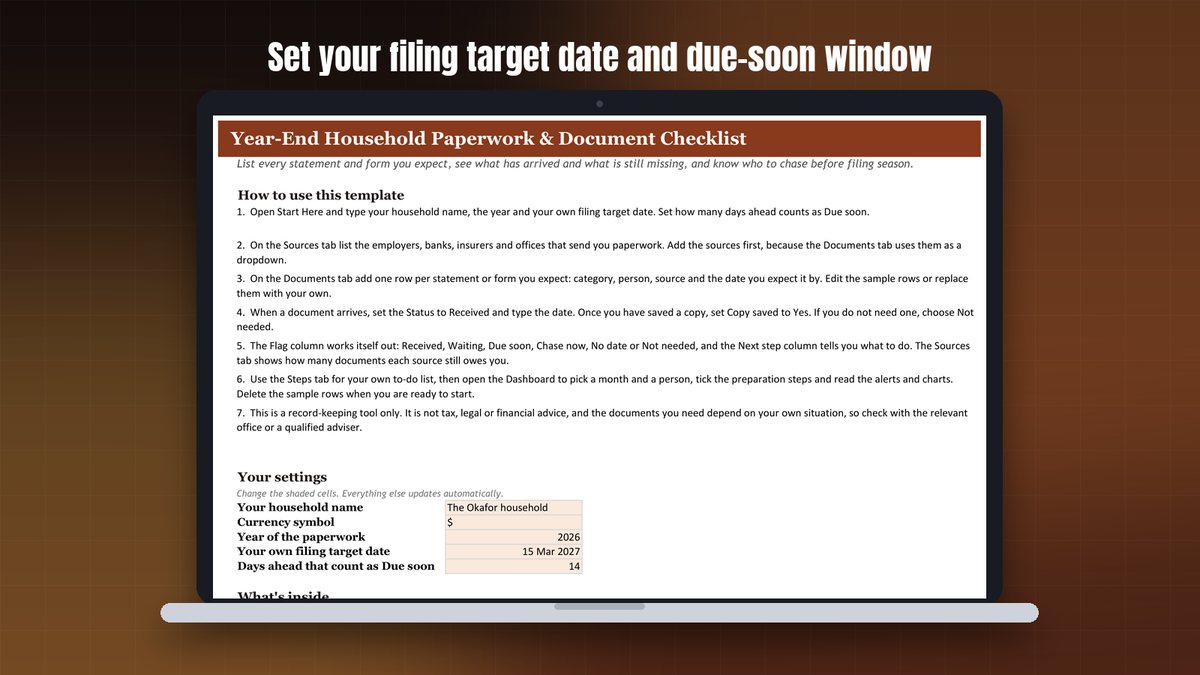 Set your filing target date and due-soon window
Year-End Household Paperwork & Document Checklist
List every statement and form you expect, see what has arrived and what is still missing, and know who to chase before filing season.
How to use this template
1. Open Start Here and type your household name, the year and your own filing target date. Set how many days ahead counts as Due soon.
2. On the Sources tab list the employers, banks, insurers and offices that send you paperwork. Add the sources first, because the Documents tab uses them as a
dropdown.
3. On the Documents tab add one row per statement or form you expect: category, person, source and the date you expect it by. Edit the sample rows or replace
them with your own.
4. When a document arrives, set the Status to Received and type the date. Once you have saved a copy, set Copy saved to Yes. If you do not need one, choose Not
needed.
5. The Flag column works itself out: Received, Waiting, Due soon, Chase now, No date or Not needed, and the Next step column tells you what to do. The Sources
tab shows how many documents each source still owes you.
6. Use the Steps tab for your own to-do list, then open the Dashboard to pick a month and a person, tick the preparation steps and read the alerts and charts.
Delete the sample rows when you are ready to start.
7. This is a record-keeping tool only. It is not tax, legal or financial advice, and the documents you need depend on your own situation, so check with the relevant
office or a qualified adviser.
Your settings
Change the shaded cells. Everything else updates automatically.
Your household name The Okafor household
Currency symbol $
Year of the paperwork 2026
Your own filing target date 15 Mar 2027
Days ahead that count as Due soon 14
What's inside